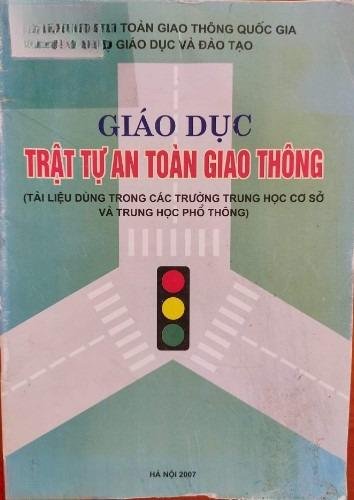 TOÀN GIAO THÔNG QUỐC GIA
GIÁO DỤC VÀ ĐÀO TẠO
GIÁO DỤC
TRẬT TỰ AN TOÀN GIAO THÔNG
(TÀI LIỆU DÙNG TRONG CÁC TRƯỜNG TRUNG HỌC CƠ SỞ
VÀ TRUNG HỌC PHỔ THÔNG)
HÀ NỘI 2007